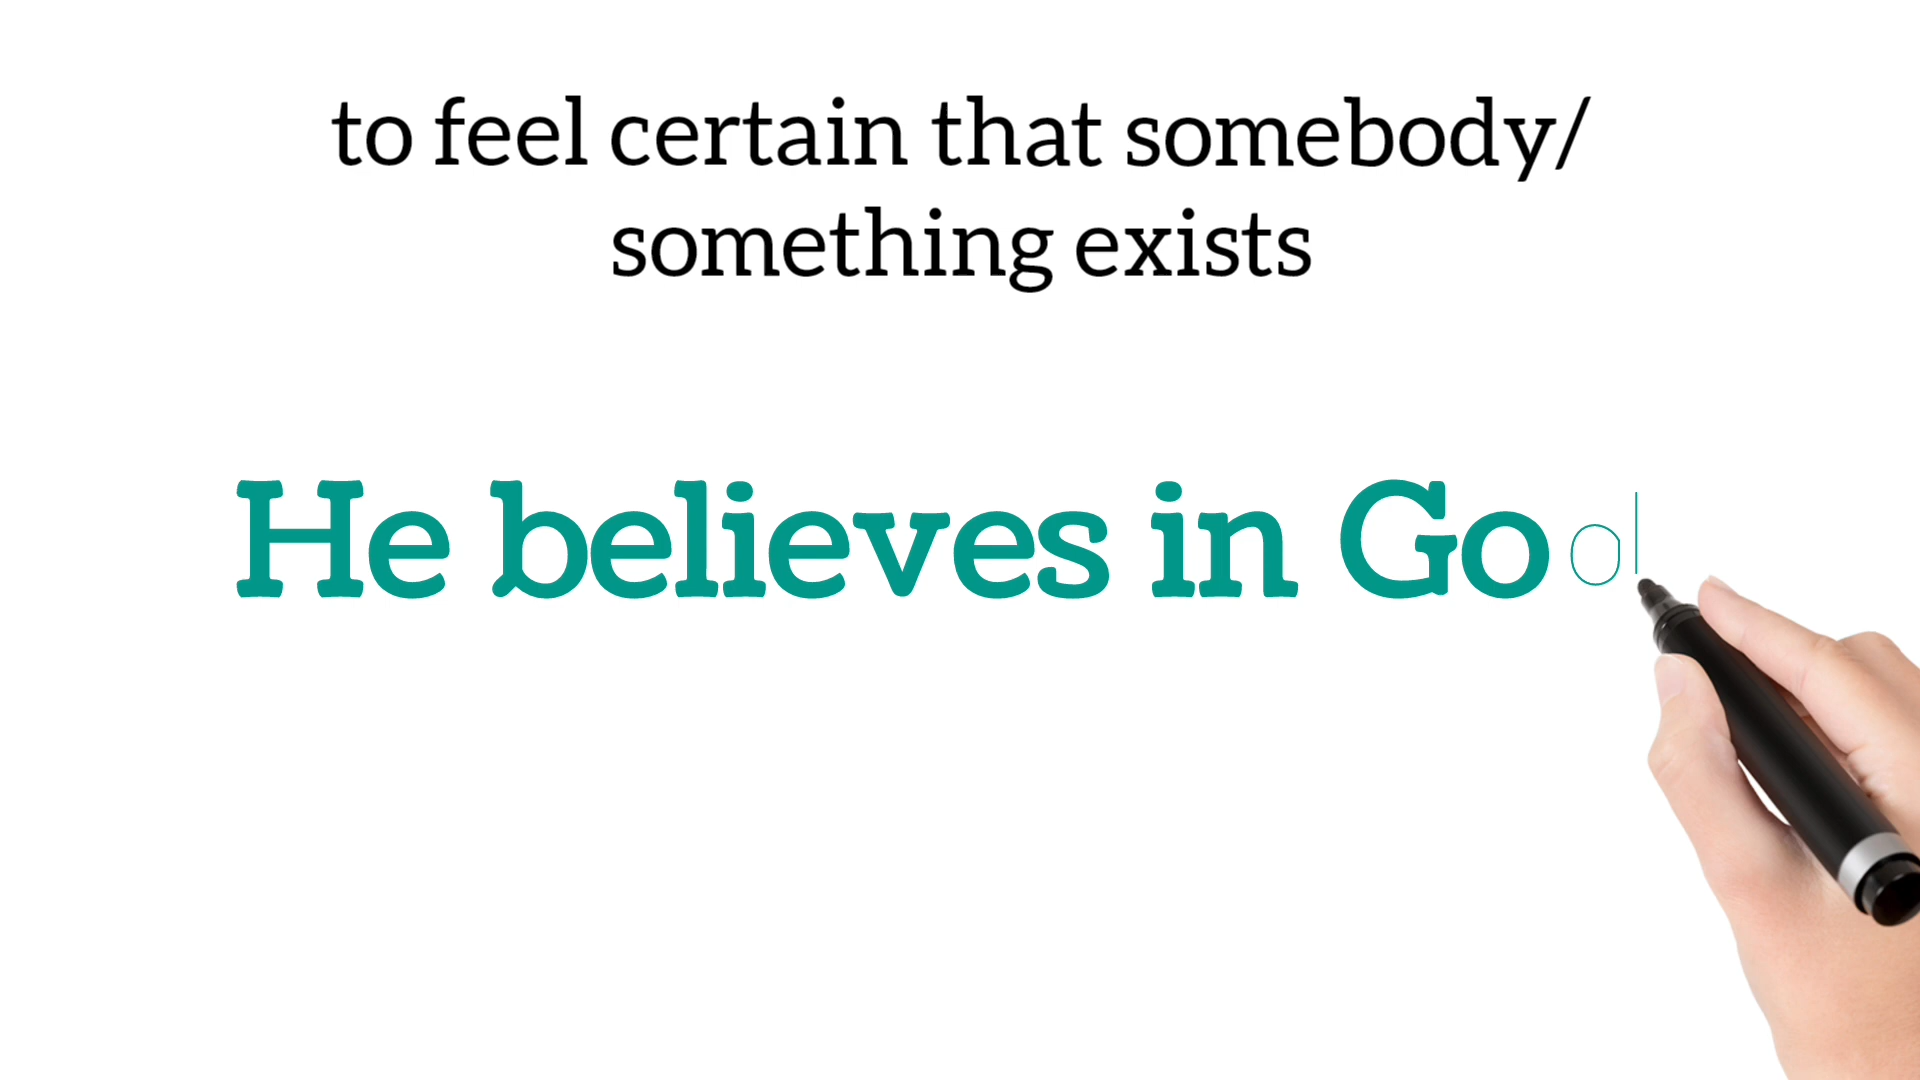 to feel certain that somebody/
something exists
He believes in God